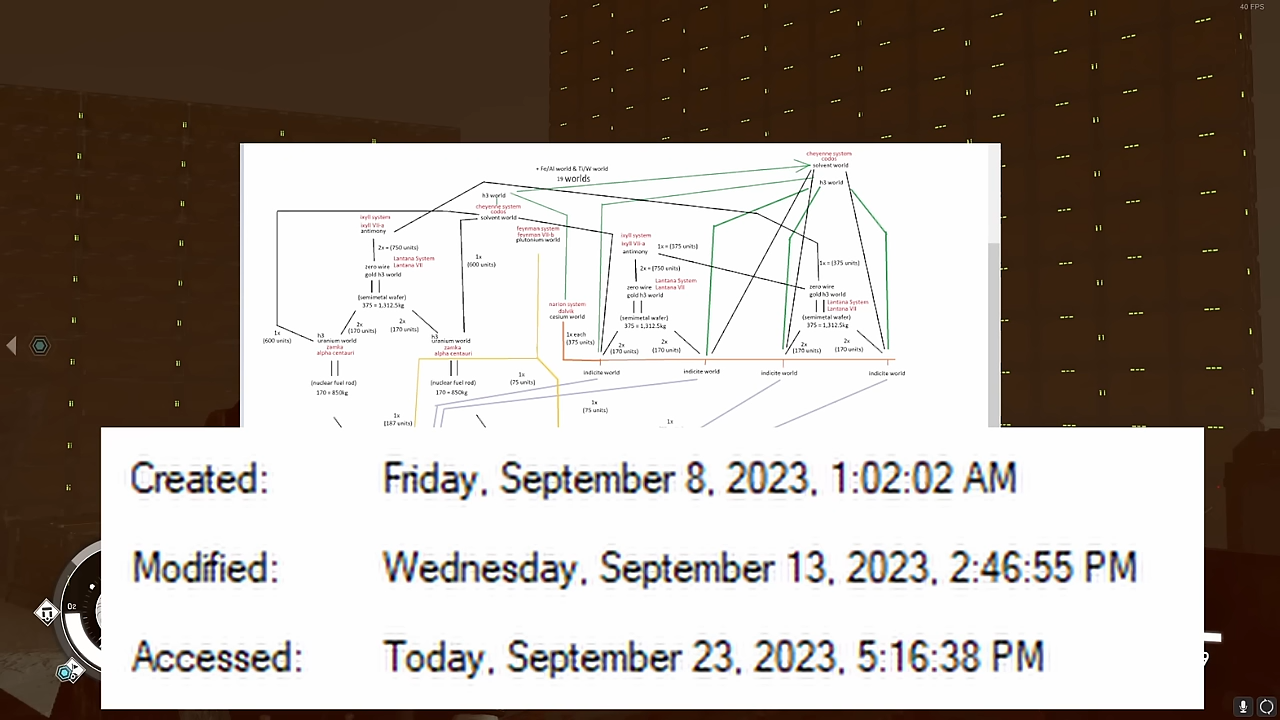 40 FPS
+ Fe/Al world & Ti/W world
19 worlds
cheyenne system
codos
solvent world
h3 world
h3 world
cheyenne system
codos
solvent world
ixyll system
ixyll VII-a
antimony
feynman system
feynman VII-b
plutonium world
ixyll system
ixyll VII-a
antimony
1x = (375 units)
2x = (750 units)
Lantana System
Lantana VII
zero wire
gold h3 world
1x
(600 units)
2x = (750 units)
1x = (375 units)
Lantana System
Lantana VII
zero wire
gold h3 world
zero wire
gold h3 world
Lantana System
Lantana VII
(semimetal wafer)
375 = 1,312.5kg
narion system
dalvik
cesium world
(semimetal wafer)
375 = 1,312.5kg
(semimetal wafer)
375 = 1,312.5kg
1x
(600 units)
2x
(170 units)
2x
(170 units)
1x each
(375 units)
2x
(170 units)
2x
(170 units)
2x
(170 units)
2x
(170 units)
h3
uranium world
zamka
alpha centauri
h3
uranium world
zamka
alpha centauri
indicite world
indicite world
indicite world
indicite world
(nuclear fuel rod)
170 = 850kg
(nuclear fuel rod)
170 = 850kg
1x
(75 units)
1x
(187 units)
1x
(75 units)
1x
Created: Friday, September 8, 2023, 1:02:02 AM
Modified: Wednesday, September 13, 2023, 2:46:55 PM
Accessed: Today, September 23, 2023, 5:16:38 PM
O2